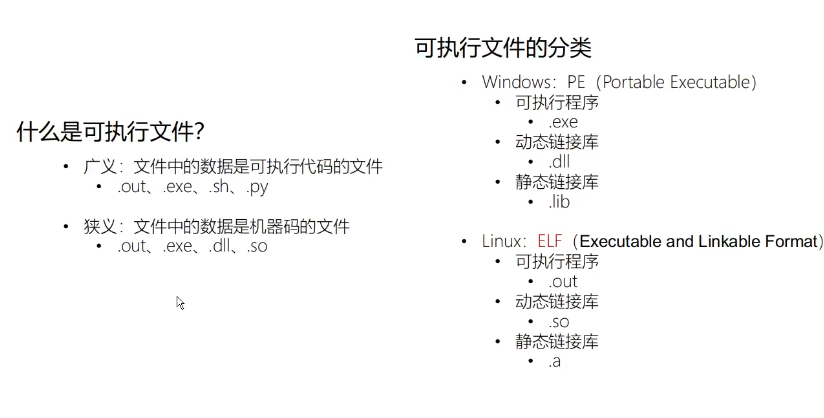 什么是可执行文件?
• 广义：文件中的数据是可执行代码的文件
• .out、.exe、.sh、.py
• 狭义：文件中的数据是机器码的文件
• .out、.exe、.dll、.so
可执行文件的分类
• Windows：PE（Portable Executable）
• 可执行程序
• .exe
• 动态链接库
• .dll
• 静态链接库
• .lib
• Linux：ELF（Executable and Linkable Format）
• 可执行程序
• .out
• 动态链接库
• .so
• 静态链接库
• .a